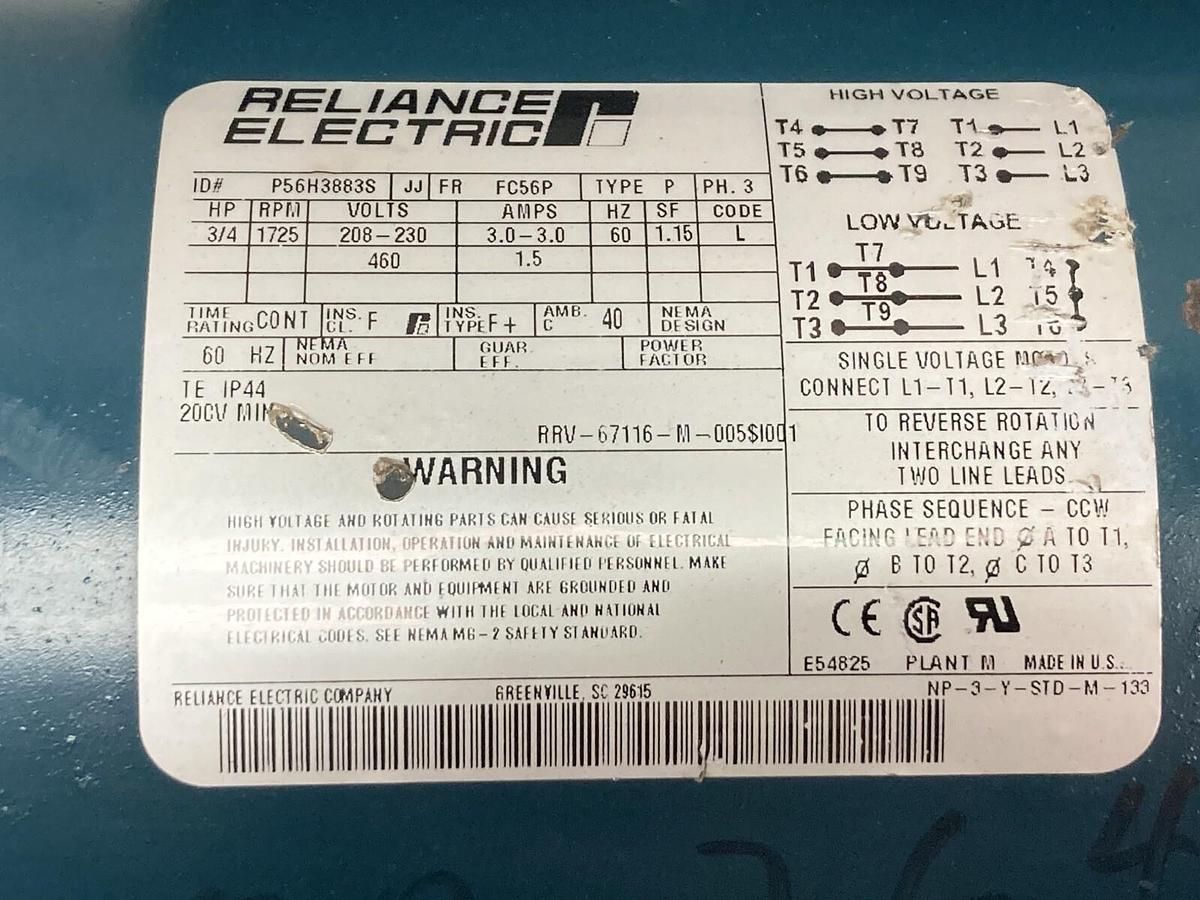 RELIANCE
ELECTRIC
ID# P56H3883S JJ FR FC56P TYPE P PH. 3
HP RPM VOLTS AMPS HZ SF CODE
3/4 1725 208-230 3.0-3.0 60 1.15 L
460 1.5
TIME RATING CONT INS. CL. F INS. TYPE F+ AMB. C 40 NEMA DESIGN
60 HZ NEMA NOM EFF GUAR. EFF. POWER FACTOR
TE IP44
200V MIN
RRV-67116-M-005$I001
WARNING
HIGH VOLTAGE AND ROTATING PARTS CAN CAUSE SERIOUS OR FATAL
INJURY. INSTALLATION, OPERATION AND MAINTENANCE OF ELECTRICAL
MACHINERY SHOULD BE PERFORMED BY QUALIFIED PERSONNEL. MAKE
SURE THAT THE MOTOR AND EQUIPMENT ARE GROUNDED AND
PROTECTED IN ACCORDANCE WITH THE LOCAL AND NATIONAL
ELECTRICAL CODES. SEE NEMA MG-2 SAFETY STANDARD.
HIGH VOLTAGE
T4 T7 T1 L1
T5 T8 T2 L2
T6 T9 T3 L3
LOW VOLTAGE
T7
T1 L1 T4
T8
T2 L2 T5
T9
T3 L3 T6
SINGLE VOLTAGE
CONNECT L1-T1, L2-T2,
TO REVERSE ROTATION
INTERCHANGE ANY
TWO LINE LEADS
PHASE SEQUENCE - CCW
FACING LEAD END Ø A TO T1,
Ø B TO T2, Ø C TO T3
CE SA UR
E54825 PLANT M MADE IN U.S.
RELIANCE ELECTRIC COMPANY GREENVILLE, SC 29615 NP-3-Y-STD-M-133